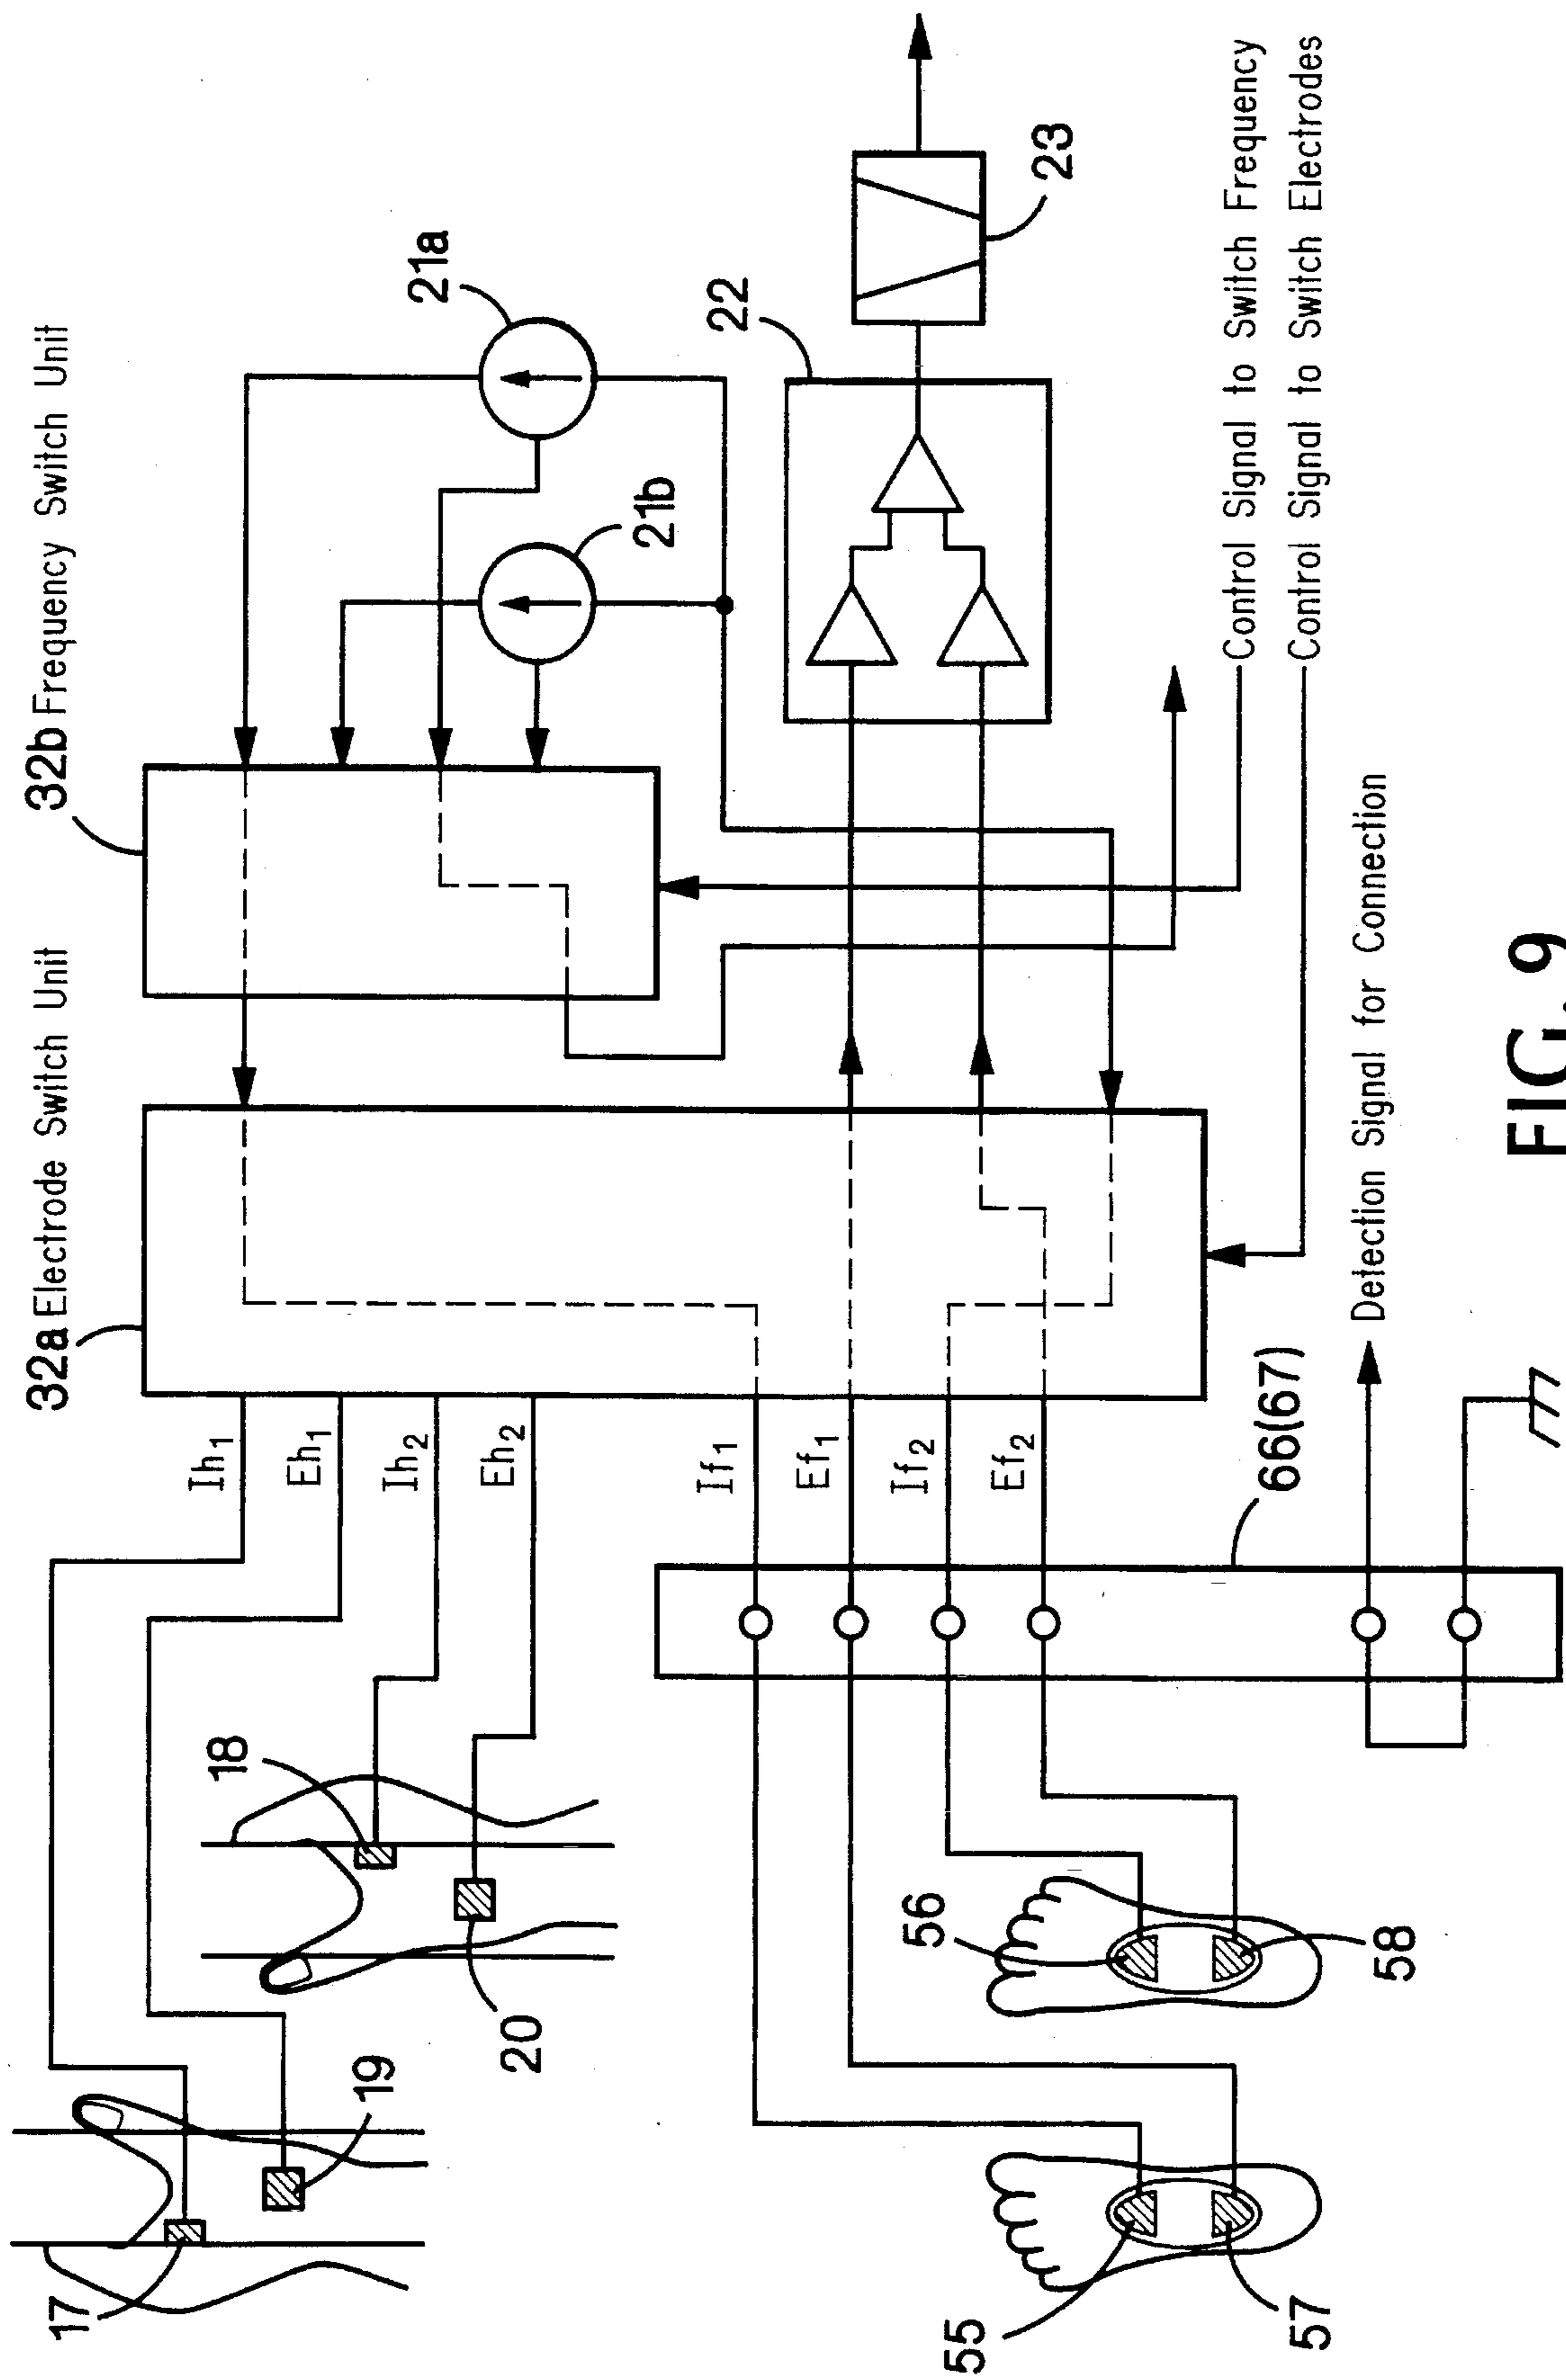 32a Electrode Switch Unit
32b Frequency Switch Unit
21a
21b
22
23
17
19
18
20
Ih1
Eh1
Ih2
Eh2
If1
Ef1
If2
Ef2
55
57
56
58
66(67)
Control Signal to Switch Frequency
Control Signal to Switch Electrodes
Detection Signal for Connection
FIG. 9